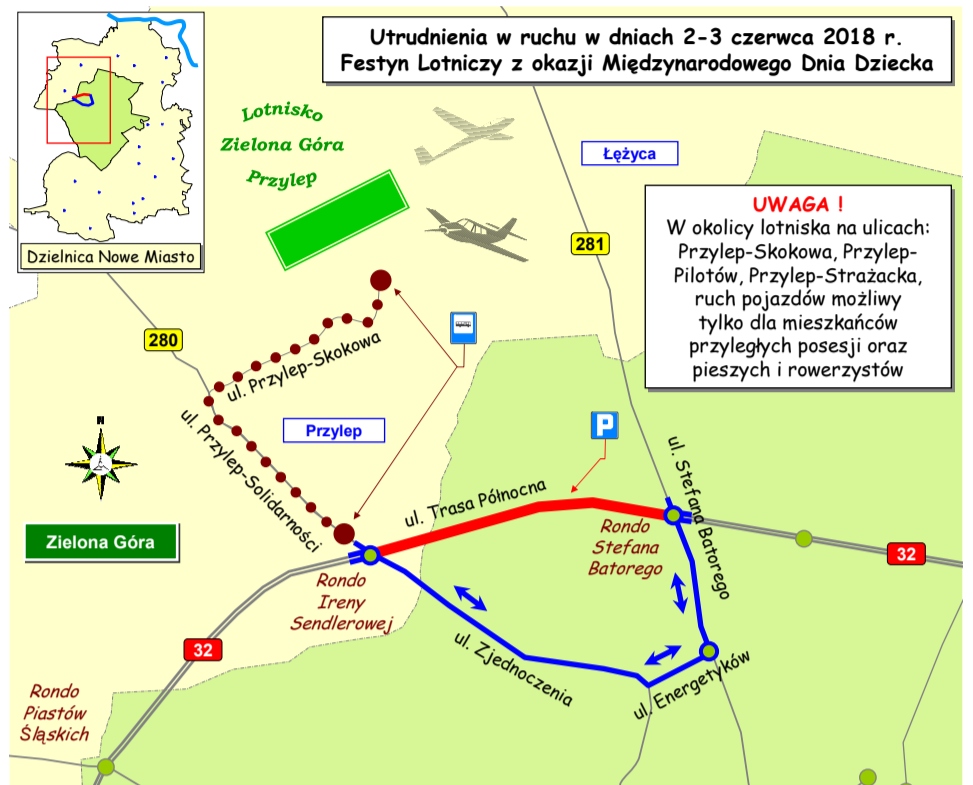 Utrudnienia w ruchu w dniach 2-3 czerwca 2018 r.
Festyn Lotniczy z okazji Międzynarodowego Dnia Dziecka
Dzielnica Nowe Miasto
Lotnisko
Zielona Góra
Przylep
Łężyca
UWAGA !
W okolicy lotniska na ulicach:
Przylep-Skokowa, Przylep-
Pilotów, Przylep-Strażacka,
ruch pojazdów możliwy
tylko dla mieszkańców
przyległych posesji oraz
pieszych i rowerzystów
281
280
ul. Przylep-Skokowa
ul. Przylep-Solidarności
Przylep
P
N
ul. Stefana Batorego
ul. Trasa Północna
Zielona Góra
Rondo
Stefana
Batorego
32
Rondo
Ireny
Sendlerowej
32
ul. Zjednoczenia
ul. Energetyków
Rondo
Piastów
Śląskich